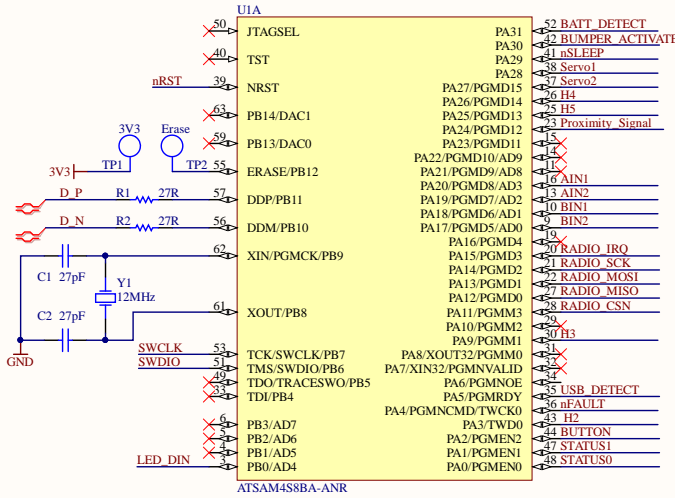 U1A
50 JTAGSEL PA31 52 BATT_DETECT
PA30 42 BUMPER_ACTIVATE
40 TST PA29 41 nSLEEP
PA28 38 Servo1
nRST 39 NRST PA27/PGMD15 37 Servo2
PA26/PGMD14 26 H4
63 PB14/DAC1 PA25/PGMD13 25 H5
3V3 Erase PA24/PGMD12 23 Proximity_Signal
59 PB13/DAC0 PA23/PGMD11 15
PA22/PGMD10/AD9 14
3V3 TP1 TP2 55 ERASE/PB12 PA21/PGMD9/AD8 11
PA20/PGMD8/AD3 16 AIN1
D_P R1 27R 57 DDP/PB11 PA19/PGMD7/AD2 13 AIN2
PA18/PGMD6/AD1 10 BIN1
D_N R2 27R 56 DDM/PB10 PA17/PGMD5/AD0 9 BIN2
PA16/PGMD4 19
62 XIN/PGMCK/PB9 PA15/PGMD3 20 RADIO_IRQ
PA14/PGMD2 21 RADIO_SCK
C1 27pF Y1 PA13/PGMD1 22 RADIO_MOSI
12MHz PA12/PGMD0 27 RADIO_MISO
C2 27pF 61 XOUT/PB8 PA11/PGMM3 28 RADIO_CSN
PA10/PGMM2 29
PA9/PGMM1 30 H3
GND SWCLK 53 TCK/SWCLK/PB7 PA8/XOUT32/PGMM0 31
SWDIO 51 TMS/SWDIO/PB6 PA7/XIN32/PGMNVALID 32
49 TDO/TRACESWO/PB5 PA6/PGMNOE 34
33 TDI/PB4 PA5/PGMRDY 35 USB_DETECT
PA4/PGMNCMD/TWCK0 36 nFAULT
6 PB3/AD7 PA3/TWD0 43 H2
PB2/AD6 PA2/PGMEN2 44 BUTTON
4 PB1/AD5 PA1/PGMEN1 47 STATUS1
LED_DIN 3 PB0/AD4 PA0/PGMEN0 48 STATUS0
ATSAM4S8BA-ANR